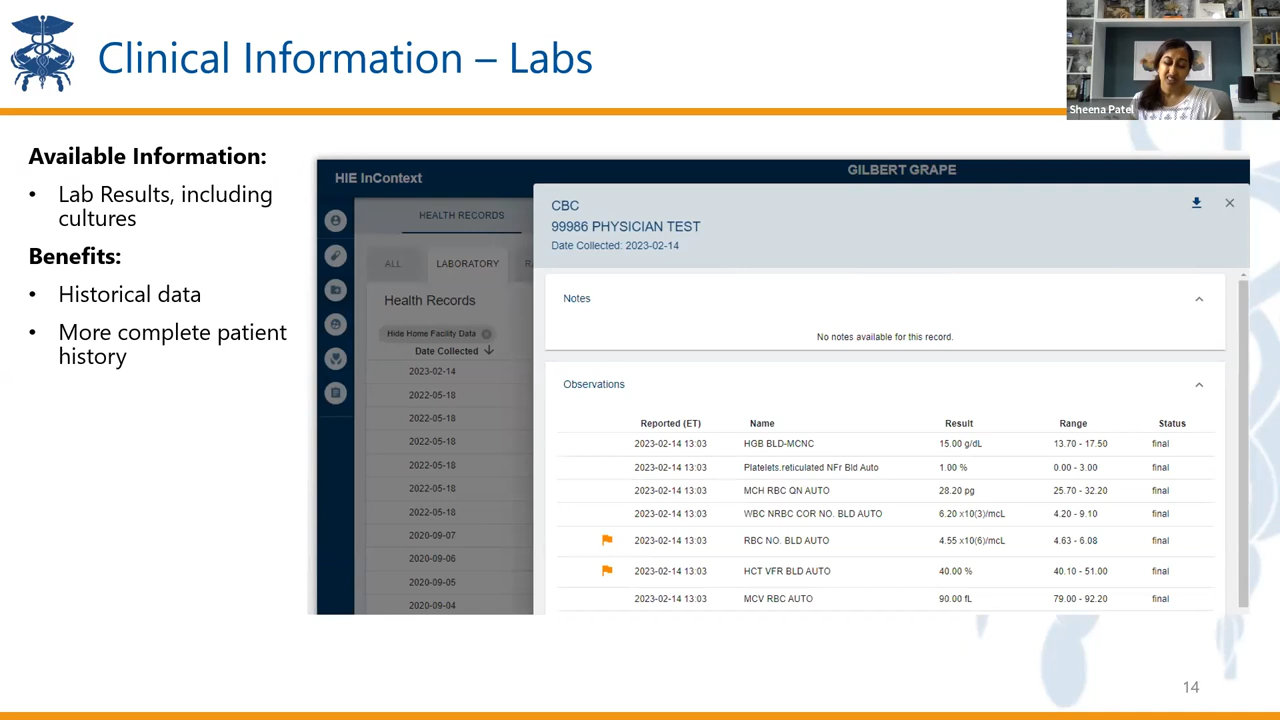 Clinical Information – Labs
Sheena Patel
Available Information:
• Lab Results, including
cultures
Benefits:
• Historical data
• More complete patient
history
HIE InContext
GILBERT GRAPE
HEALTH RECORDS
ALL LABORATORY
Health Records
Hide Home Facility Data
Date Collected
2023-02-14
2022-05-18
2022-05-18
2022-05-18
2022-05-18
2022-05-18
2022-05-18
2020-09-07
2020-09-06
2020-09-05
2020-09-04
CBC
99986 PHYSICIAN TEST
Date Collected: 2023-02-14
Notes
No notes available for this record.
Observations
Reported (ET) Name Result Range Status
2023-02-14 13:03 HGB BLD-MCNC 15.00 g/dL 13.70 - 17.50 final
2023-02-14 13:03 Platelets.reticulated NFr Bld Auto 1.00 % 0.00 - 3.00 final
2023-02-14 13:03 MCH RBC QN AUTO 28.20 pg 25.70 - 32.20 final
2023-02-14 13:03 WBC NRBC COR NO. BLD AUTO 6.20 x10(3)/mcL 4.20 - 9.10 final
2023-02-14 13:03 RBC NO. BLD AUTO 4.55 x10(6)/mcL 4.63 - 6.08 final
2023-02-14 13:03 HCT VFR BLD AUTO 40.00 % 40.10 - 51.00 final
2023-02-14 13:03 MCV RBC AUTO 90.00 fL 79.00 - 92.20 final
14